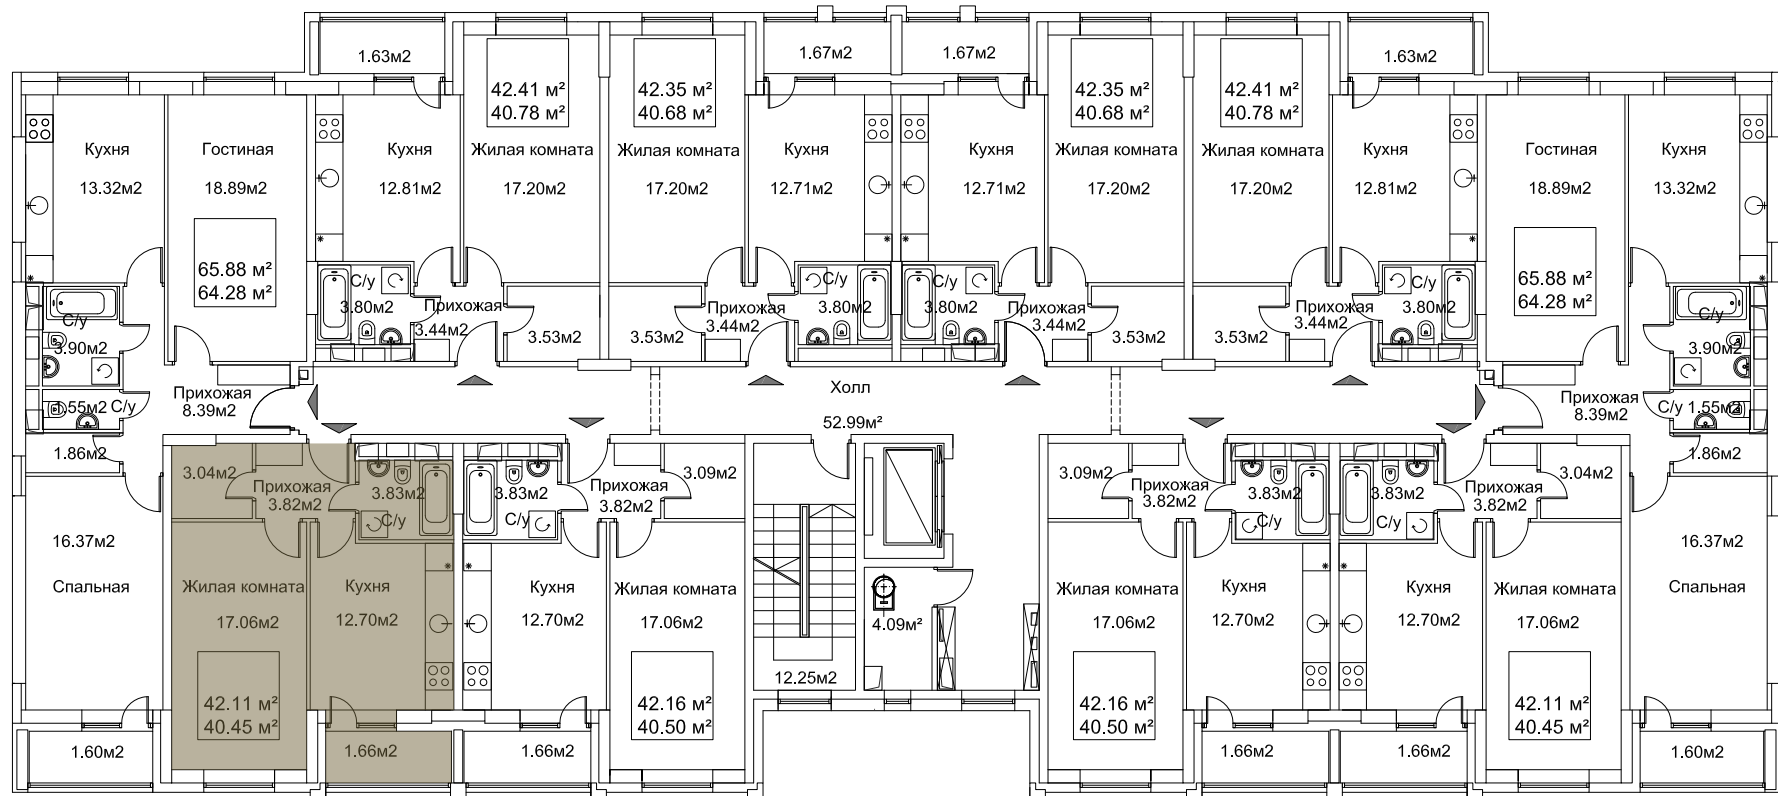 1.63м2
1.67м2
1.67м2
1.63м2
42.41 м²
40.78 м²
42.35 м²
40.68 м²
42.35 м²
40.68 м²
42.41 м²
40.78 м²
Кухня
13.32м2
Гостиная
18.89м2
Кухня
12.81м2
Жилая комната
17.20м2
Жилая комната
17.20м2
Кухня
12.71м2
Кухня
12.71м2
Жилая комната
17.20м2
Жилая комната
17.20м2
Кухня
12.81м2
Гостиная
18.89м2
Кухня
13.32м2
65.88 м²
64.28 м²
65.88 м²
64.28 м²
С/у
3.90м2
С/у
3.80м2
Прихожая
3.44м2
3.53м2
3.53м2
Прихожая
3.44м2
С/у
3.80м2
С/у
3.80м2
Прихожая
3.44м2
3.53м2
3.53м2
Прихожая
3.44м2
С/у
3.80м2
С/у
3.90м2
1.55м2
С/у
Прихожая
8.39м2
Холл
52.99м²
Прихожая
8.39м2
С/у
1.55м2
1.86м2
3.04м2
Прихожая
3.82м2
3.83м2
С/у
3.83м2
С/у
Прихожая
3.82м2
3.09м2
3.09м2
Прихожая
3.82м2
3.83м2
С/у
3.83м2
С/у
Прихожая
3.82м2
3.04м2
1.86м2
16.37м2
Спальная
Жилая комната
17.06м2
Кухня
12.70м2
Кухня
12.70м2
Жилая комната
17.06м2
4.09м²
12.25м2
Жилая комната
17.06м2
Кухня
12.70м2
Кухня
12.70м2
Жилая комната
17.06м2
16.37м2
Спальная
42.11 м²
40.45 м²
42.16 м²
40.50 м²
42.16 м²
40.50 м²
42.11 м²
40.45 м²
1.60м2
1.66м2
1.66м2
1.66м2
1.66м2
1.60м2